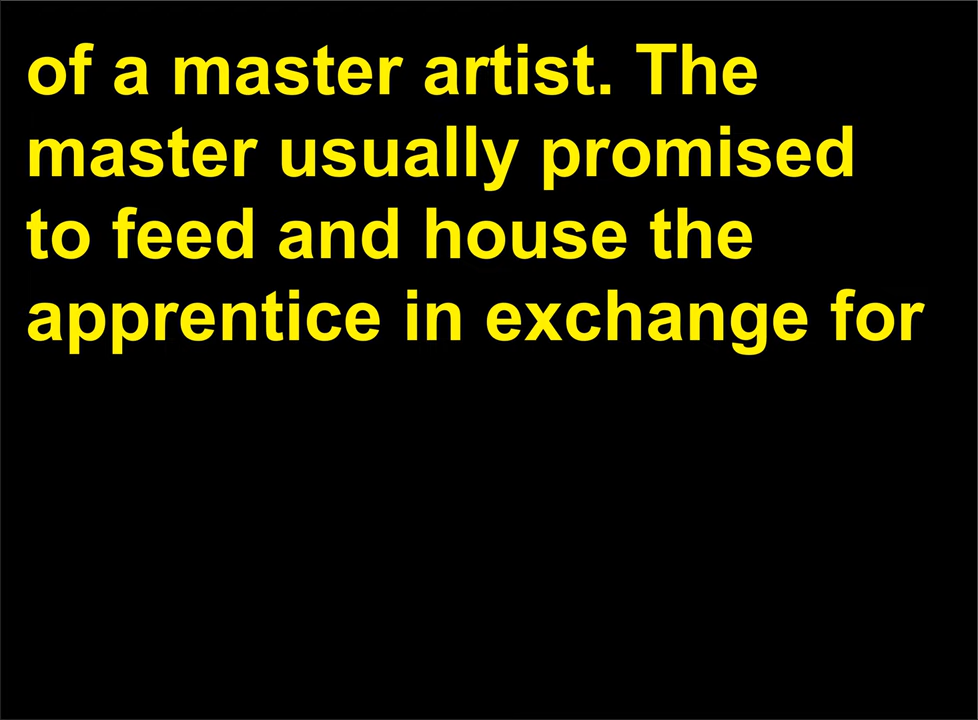 of a master artist. The
master usually promised
to feed and house the
apprentice in exchange for